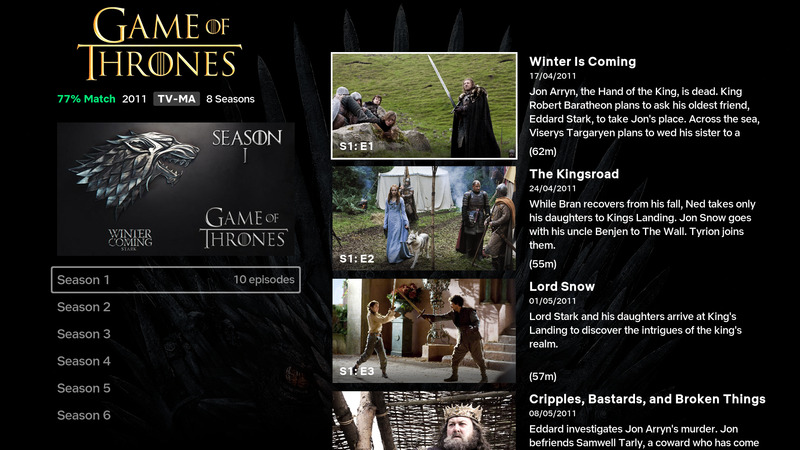 GAME OF
THRONES
77% Match 2011 TV-MA 8 Seasons
SEASON
I
WINTER
IS
COMING
STARK
GAME OF
THRONES
Season 1 10 episodes
Season 2
Season 3
Season 4
Season 5
Season 6
S1: E1
Winter Is Coming
17/04/2011
Jon Arryn, the Hand of the King, is dead. King
Robert Baratheon plans to ask his oldest friend,
Eddard Stark, to take Jon's place. Across the sea,
Viserys Targaryen plans to wed his sister to a
(62m)
S1: E2
The Kingsroad
24/04/2011
While Bran recovers from his fall, Ned takes only
his daughters to Kings Landing. Jon Snow goes
with his uncle Benjen to The Wall. Tyrion joins
them.
(55m)
S1: E3
Lord Snow
01/05/2011
Lord Stark and his daughters arrive at King's
Landing to discover the intrigues of the king's
realm.
(57m)
Cripples, Bastards, and Broken Things
08/05/2011
Eddard investigates Jon Arryn's murder. Jon
befriends Samwell Tarly, a coward who has come